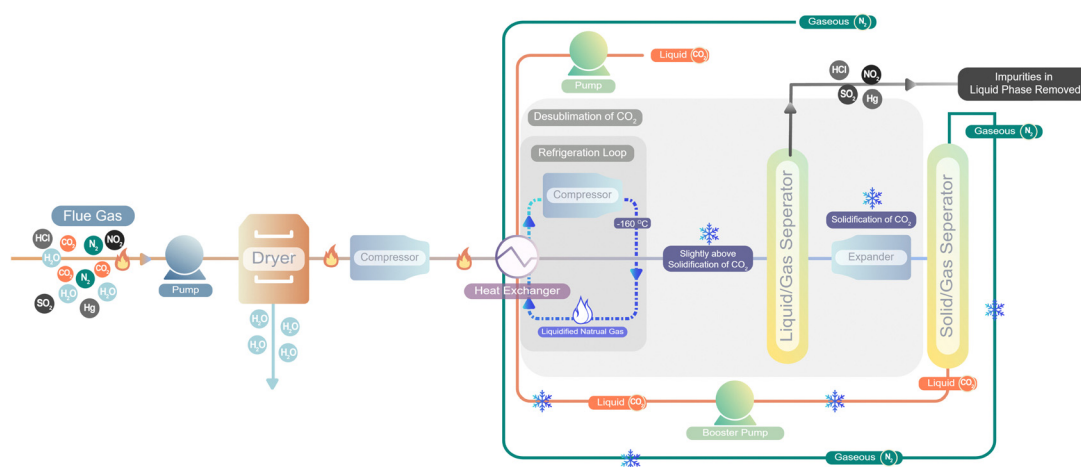 Gaseous N₂
Liquid CO₂
Pump
HCl
NO₂
SO₂
Hg
Impurities in
Liquid Phase Removed
Desublimation of CO₂
Gaseous N₂
Refrigeration Loop
Compressor
-160 °C
Flue Gas
HCl
CO₂
N₂
NO₂
H₂O
CO₂
N₂
CO₂
H₂O
H₂O
SO₂
Hg
Pump
Dryer
H₂O
H₂O
H₂O
H₂O
Compressor
Heat Exchanger
Liquidified Natrual Gas
Slightly above
Solidification of CO₂
Liquid/Gas Seperator
Solidification of CO₂
Expander
Solid/Gas Seperator
Liquid CO₂
Liquid CO₂
Booster Pump
Gaseous N₂